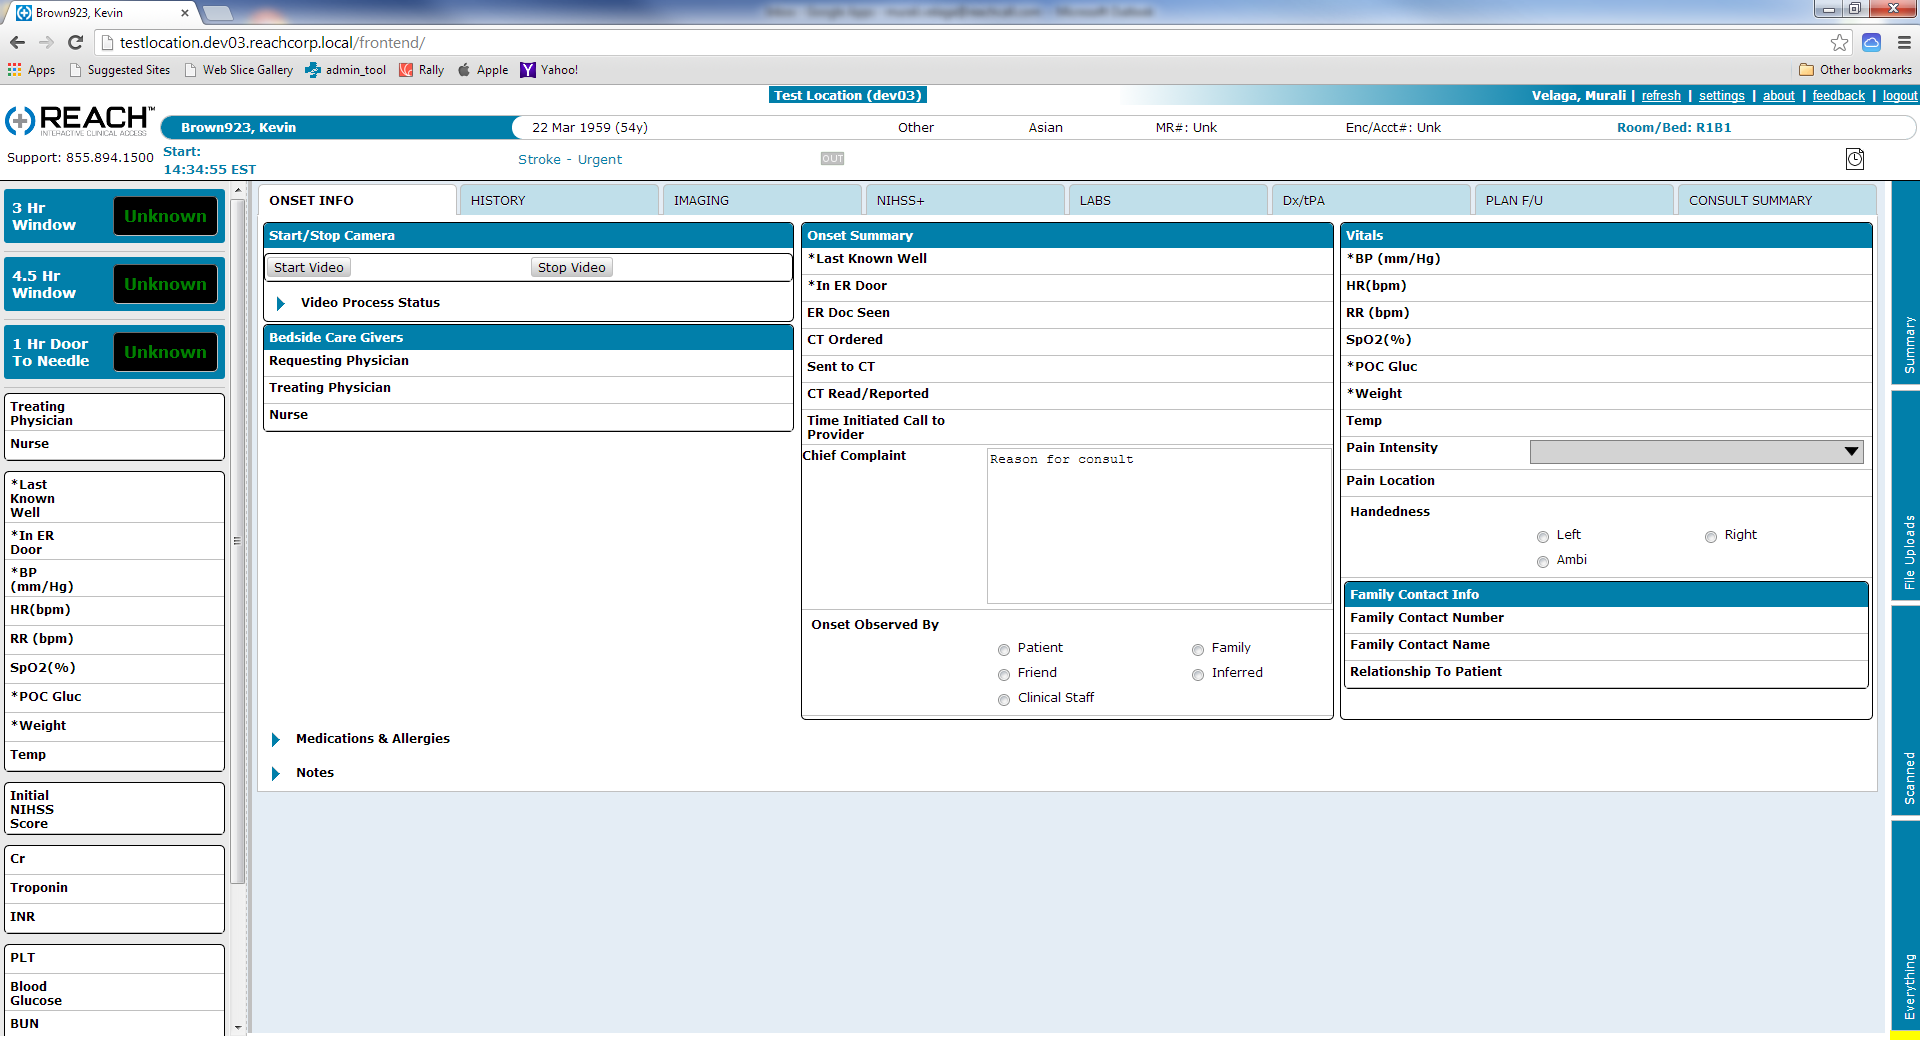 Brown923, Kevin
testlocation.dev03.reachcorp.local/frontend/
Apps Suggested Sites Web Slice Gallery admin_tool Rally Apple Yahoo! Other bookmarks
Test Location (dev03)
Velaga, Murali | refresh | settings | about | feedback | logout
REACH™
INTERACTIVE CLINICAL ACCESS
Brown923, Kevin 22 Mar 1959 (54y) Other Asian MR#: Unk Enc/Acct#: Unk Room/Bed: R1B1
Support: 855.894.1500
Start:
14:34:55 EST
Stroke - Urgent
OUT
3 Hr
Window
Unknown
4.5 Hr
Window
Unknown
1 Hr Door
To Needle
Unknown
Treating
Physician
Nurse
*Last
Known
Well
*In ER
Door
*BP
(mm/Hg)
HR(bpm)
RR (bpm)
SpO2(%)
*POC Gluc
*Weight
Temp
Initial
NIHSS
Score
Cr
Troponin
INR
PLT
Blood
Glucose
BUN
ONSET INFO HISTORY IMAGING NIHSS+ LABS Dx/tPA PLAN F/U CONSULT SUMMARY
Start/Stop Camera
Start Video Stop Video
Video Process Status
Bedside Care Givers
Requesting Physician
Treating Physician
Nurse
Onset Summary
*Last Known Well
*In ER Door
ER Doc Seen
CT Ordered
Sent to CT
CT Read/Reported
Time Initiated Call to
Provider
Chief Complaint
Reason for consult
Onset Observed By
Patient Family
Friend Inferred
Clinical Staff
Vitals
*BP (mm/Hg)
HR(bpm)
RR (bpm)
SpO2(%)
*POC Gluc
*Weight
Temp
Pain Intensity
Pain Location
Handedness
Left Right
Ambi
Family Contact Info
Family Contact Number
Family Contact Name
Relationship To Patient
Medications & Allergies
Notes
Summary
File Uploads
Scanned
Everything